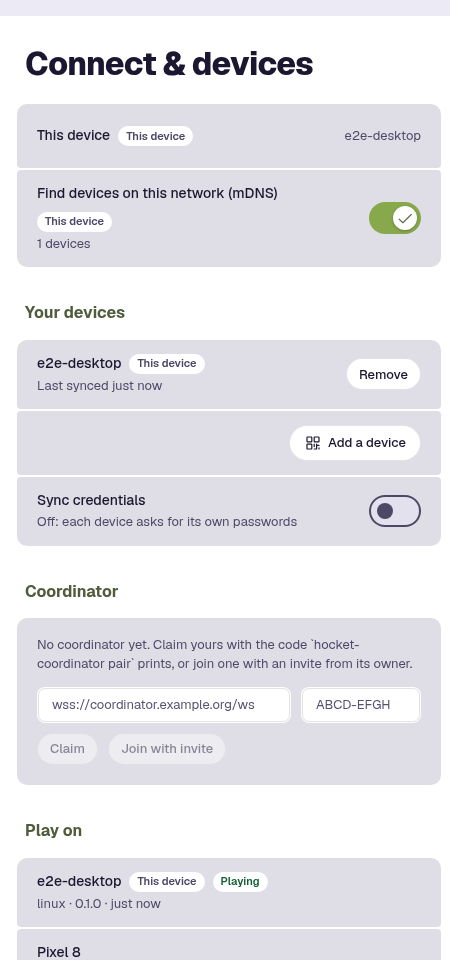 Connect & devices
This device This device e2e-desktop
Find devices on this network (mDNS)
This device
1 devices
Your devices
e2e-desktop This device
Last synced just now
Remove
Add a device
Sync credentials
Off: each device asks for its own passwords
Coordinator
No coordinator yet. Claim yours with the code `hocket-
coordinator pair` prints, or join one with an invite from its owner.
wss://coordinator.example.org/ws ABCD-EFGH
Claim Join with invite
Play on
e2e-desktop This device Playing
linux · 0.1.0 · just now
Pixel 8